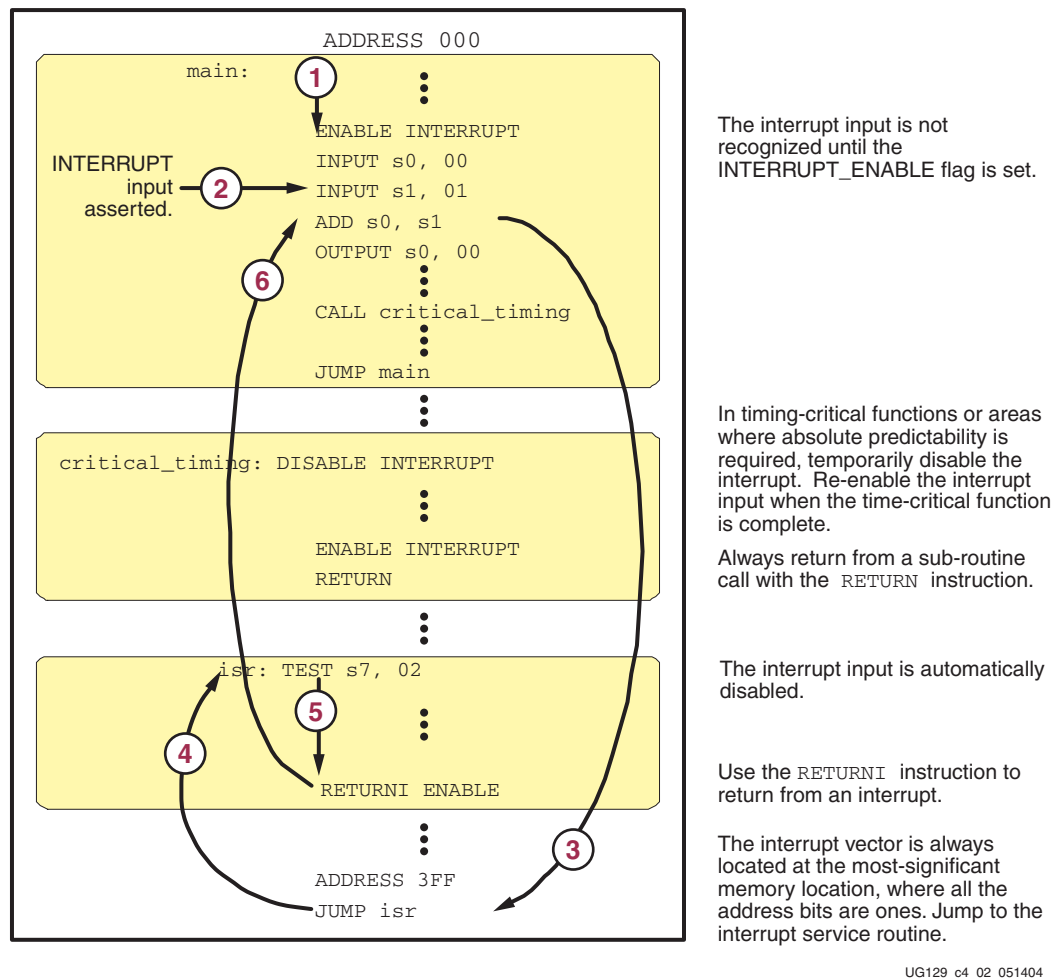 ADDRESS 000
main:
1
ENABLE INTERRUPT
INPUT s0, 00
INTERRUPT
input
asserted.
2
INPUT s1, 01
ADD s0, s1
OUTPUT s0, 00
6
CALL critical_timing
JUMP main
The interrupt input is not
recognized until the
INTERRUPT_ENABLE flag is set.
critical_timing: DISABLE INTERRUPT
ENABLE INTERRUPT
RETURN
In timing-critical functions or areas
where absolute predictability is
required, temporarily disable the
interrupt. Re-enable the interrupt
input when the time-critical function
is complete.
Always return from a sub-routine
call with the RETURN instruction.
isr: TEST s7, 02
5
4
RETURNI ENABLE
The interrupt input is automatically
disabled.
Use the RETURNI instruction to
return from an interrupt.
3
ADDRESS 3FF
JUMP isr
The interrupt vector is always
located at the most-significant
memory location, where all the
address bits are ones. Jump to the
interrupt service routine.
UG129_c4_02_051404